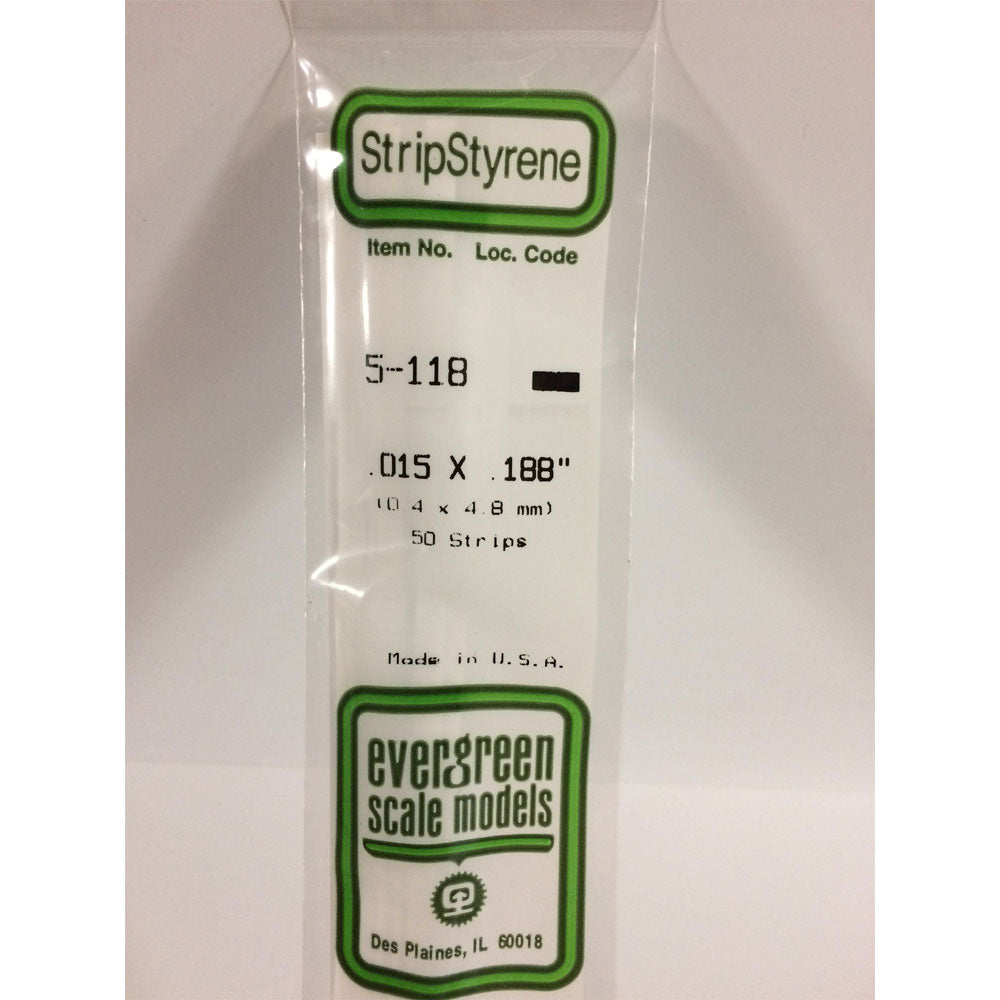 StripStyrene
Item No. Loc. Code
5-118
.015 X .188"
(0.4 x 4.8 mm)
50 Strips
Made in U.S.A.
evergreen
scale models
Des Plaines, IL 60018